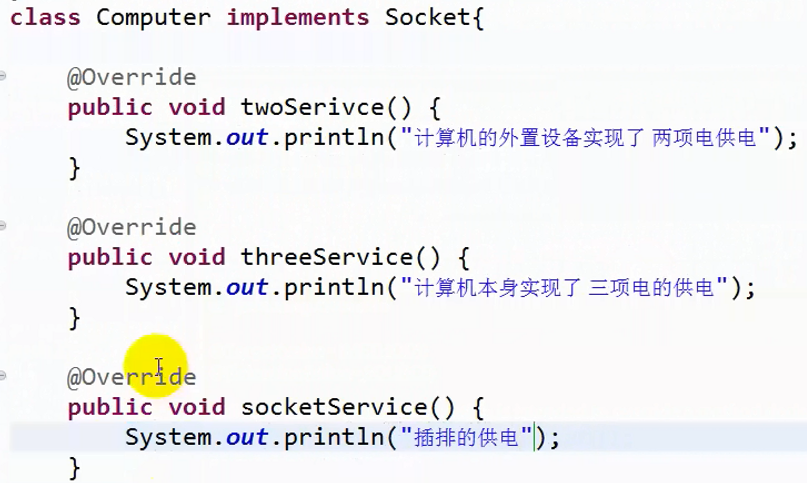 class Computer implements Socket{
@Override
public void twoSerivce() {
System.out.println("计算机的外置设备实现了 两项电供电");
}
@Override
public void threeService() {
System.out.println("计算机本身实现了 三项电的供电");
}
@Override
public void socketService() {
System.out.println("插排的供电");
}